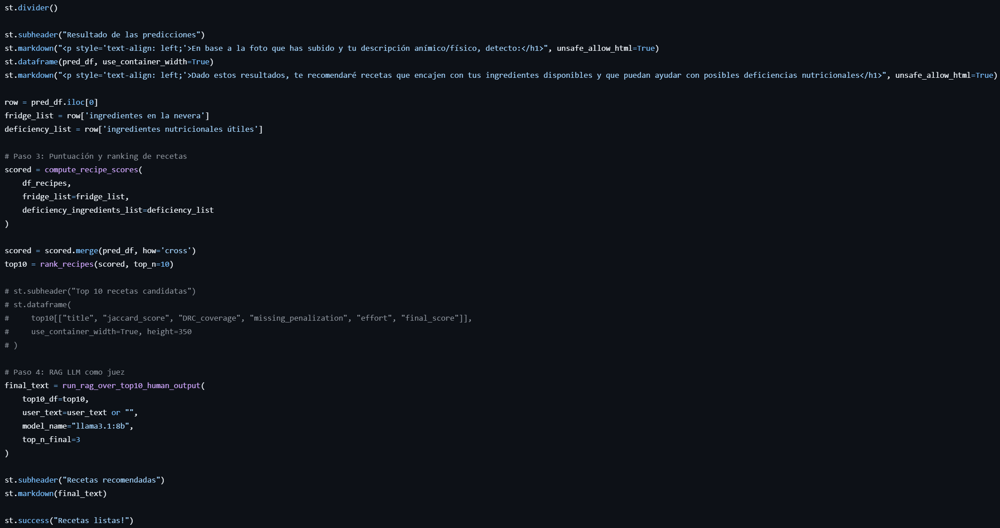 st.divider()
st.subheader("Resultado de las predicciones")
st.markdown("<p style='text-align: left;'>En base a la foto que has subido y tu descripción anímico/físico, detecto:</h1>", unsafe_allow_html=True)
st.dataframe(pred_df, use_container_width=True)
st.markdown("<p style='text-align: left;'>Dado estos resultados, te recomendaré recetas que encajen con tus ingredientes disponibles y que puedan ayudar con posibles deficiencias nutricionales</h1>", unsafe_allow_html=True)
row = pred_df.iloc[0]
fridge_list = row['ingredientes en la nevera']
deficiency_list = row['ingredientes nutricionales útiles']
# Paso 3: Puntuación y ranking de recetas
scored = compute_recipe_scores(
    df_recipes,
    fridge_list=fridge_list,
    deficiency_ingredients_list=deficiency_list
)
scored = scored.merge(pred_df, how='cross')
top10 = rank_recipes(scored, top_n=10)
# st.subheader("Top 10 recetas candidatas")
# st.dataframe(
#     top10[["title", "jaccard_score", "DRC_coverage", "missing_penalization", "effort", "final_score"]],
#     use_container_width=True, height=350
# )
# Paso 4: RAG LLM como juez
final_text = run_rag_over_top10_human_output(
    top10_df=top10,
    user_text=user_text or "",
    model_name="llama3.1:8b",
    top_n_final=3
)
st.subheader("Recetas recomendadas")
st.markdown(final_text)
st.success("Recetas listas!")